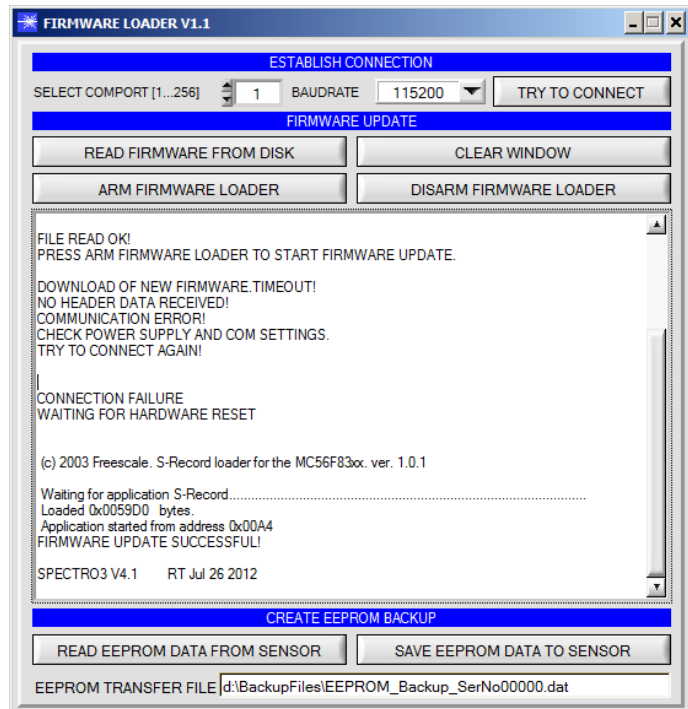 FIRMWARE LOADER V1.1
ESTABLISH CONNECTION
SELECT COMPORT [1...256] 1 BAUDRATE 115200 TRY TO CONNECT
FIRMWARE UPDATE
READ FIRMWARE FROM DISK CLEAR WINDOW
ARM FIRMWARE LOADER DISARM FIRMWARE LOADER
FILE READ OK!
PRESS ARM FIRMWARE LOADER TO START FIRMWARE UPDATE.
DOWNLOAD OF NEW FIRMWARE.TIMEOUT!
NO HEADER DATA RECEIVED!
COMMUNICATION ERROR!
CHECK POWER SUPPLY AND COM SETTINGS.
TRY TO CONNECT AGAIN!
CONNECTION FAILURE
WAITING FOR HARDWARE RESET
(c) 2003 Freescale. S-Record loader for the MC56F83xx. ver. 1.0.1
Waiting for application S-Record.................................................................................................
Loaded 0x0059D0 bytes.
Application started from address 0x00A4
FIRMWARE UPDATE SUCCESSFUL!
SPECTRO3 V4.1 RT Jul 26 2012
CREATE EEPROM BACKUP
READ EEPROM DATA FROM SENSOR SAVE EEPROM DATA TO SENSOR
EEPROM TRANSFER FILE d:\BackupFiles\EEPROM_Backup_SerNo00000.dat